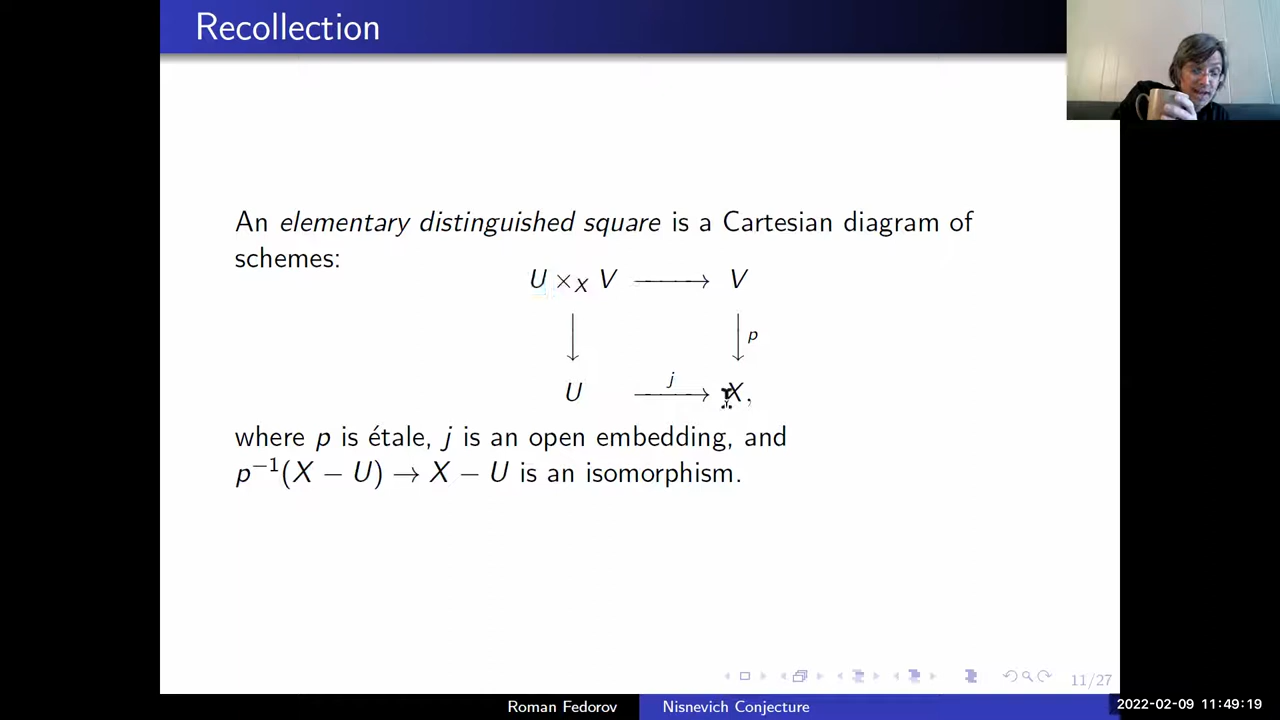 Recollection
An elementary distinguished square is a Cartesian diagram of
schemes:
U ×X V
V
p
U
j
X,
where p is étale, j is an open embedding, and
p−1(X − U) → X − U is an isomorphism.
11/27
Roman Fedorov
Nisnevich Conjecture
2022-02-09 11:49:19